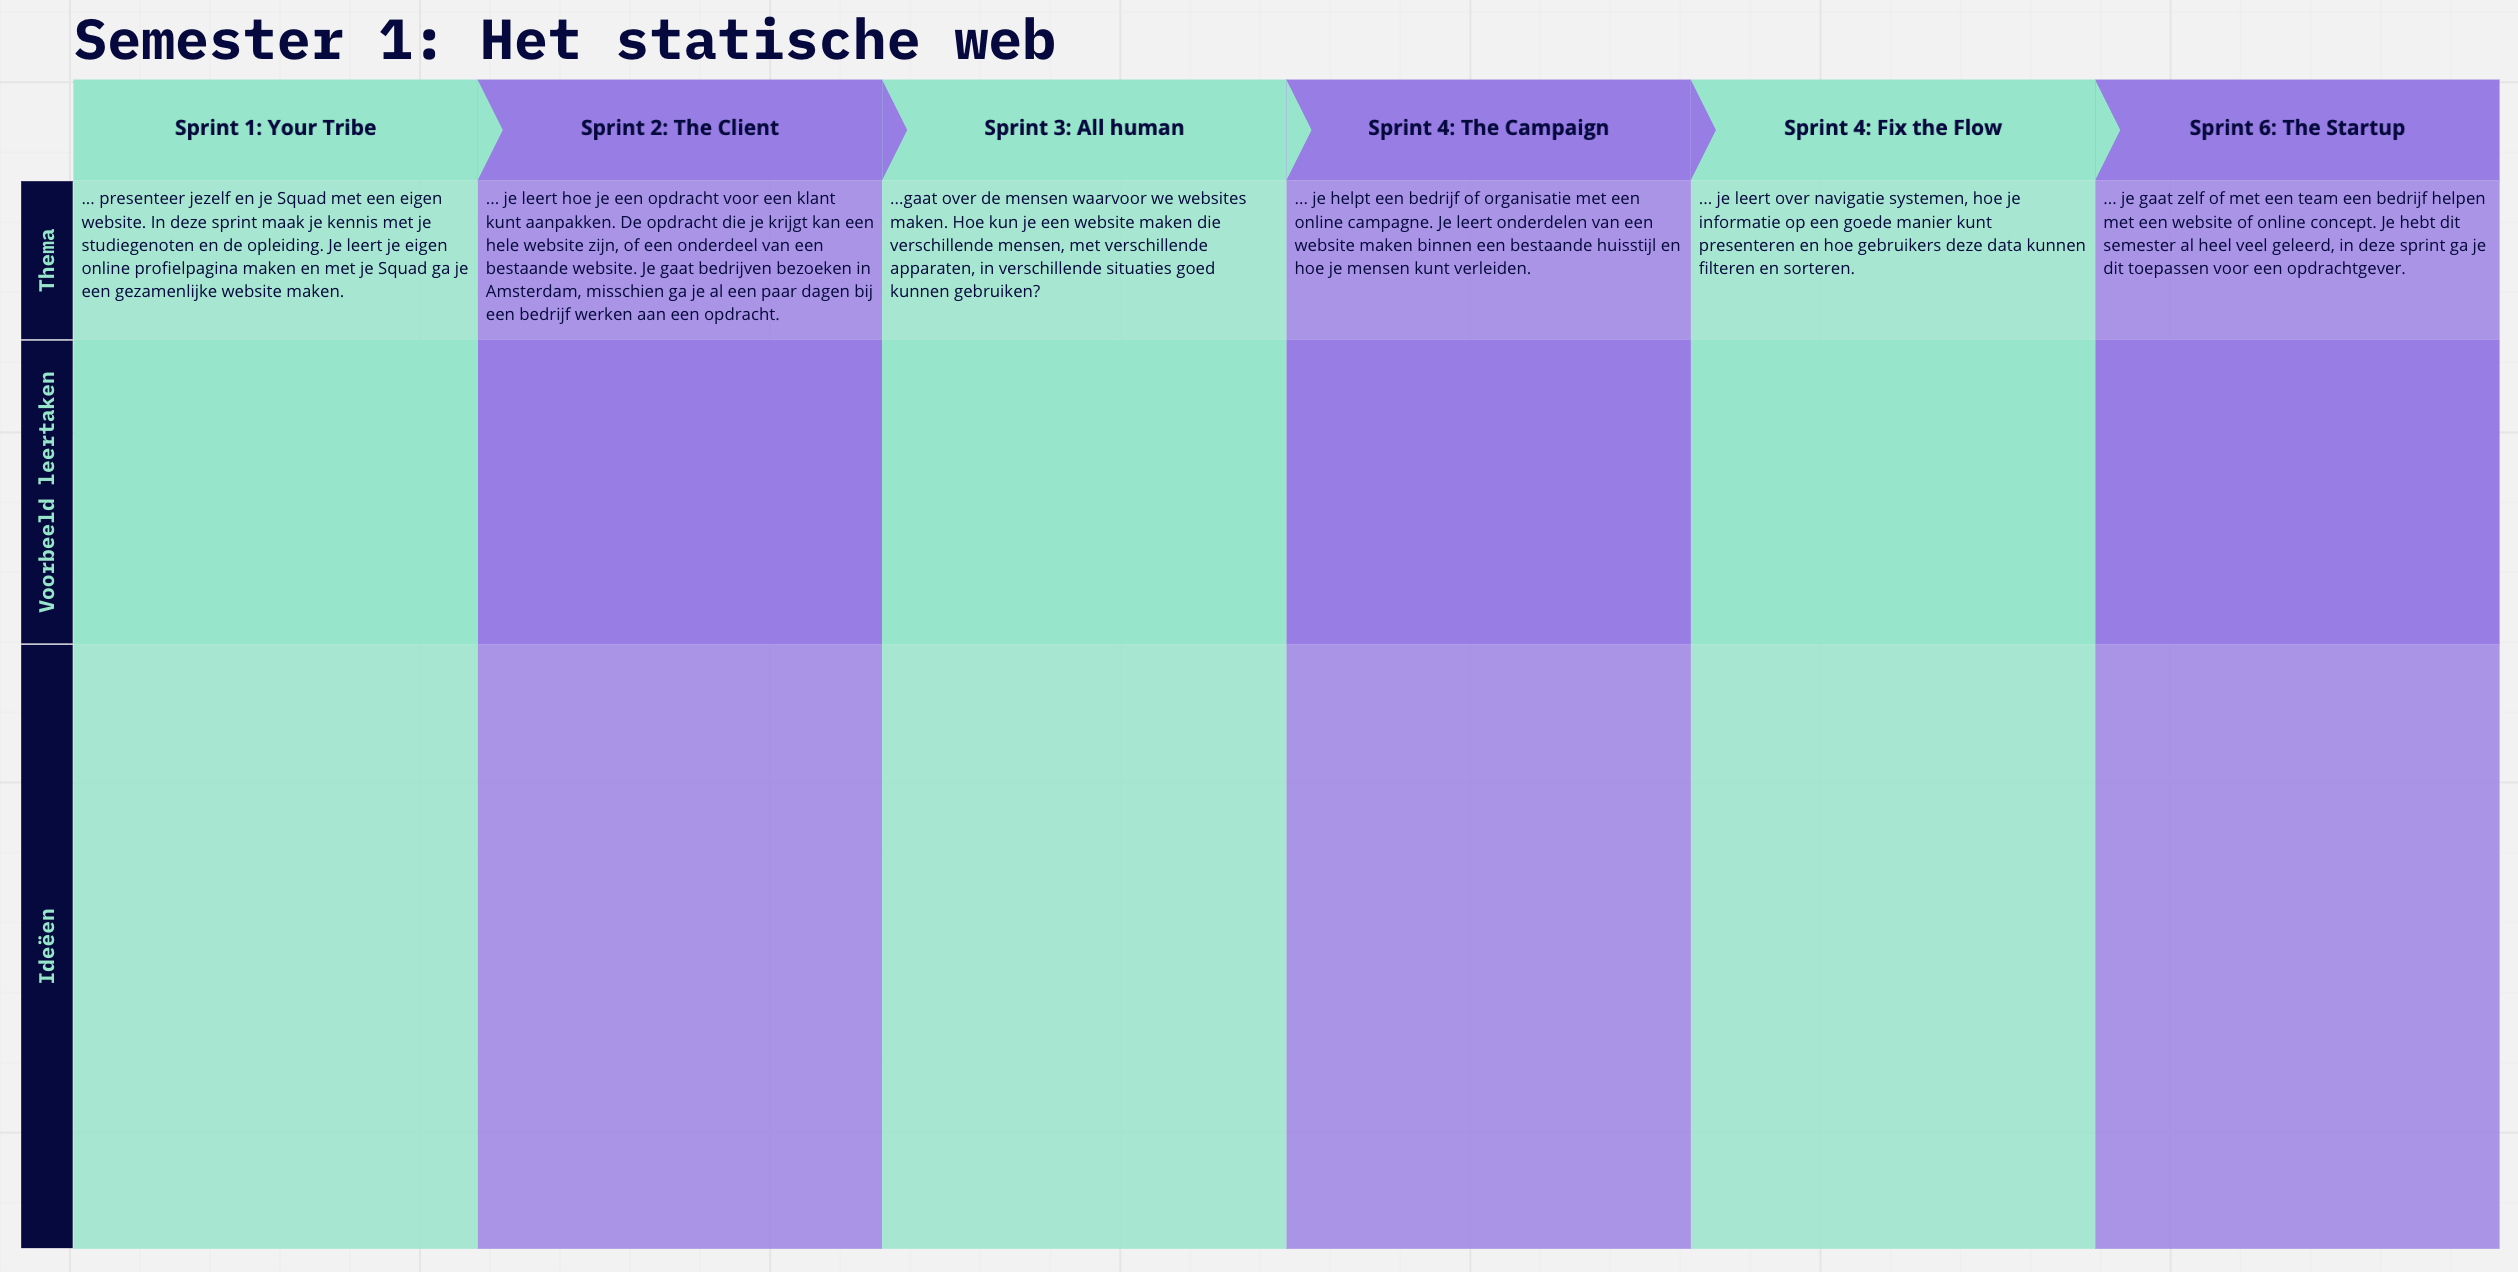 Semester 1: Het statische web
Sprint 1: Your Tribe
Sprint 2: The Client
Sprint 3: All human
Sprint 4: The Campaign
Sprint 4: Fix the Flow
Sprint 6: The Startup
Thema
... presenteer jezelf en je Squad met een eigen
website. In deze sprint maak je kennis met je
studiegenoten en de opleiding. Je leert je eigen
online profielpagina maken en met je Squad ga je
een gezamenlijke website maken.
... je leert hoe je een opdracht voor een klant
kunt aanpakken. De opdracht die je krijgt kan een
hele website zijn, of een onderdeel van een
bestaande website. Je gaat bedrijven bezoeken in
Amsterdam, misschien ga je al een paar dagen bij
een bedrijf werken aan een opdracht.
...gaat over de mensen waarvoor we websites
maken. Hoe kun je een website maken die
verschillende mensen, met verschillende
apparaten, in verschillende situaties goed
kunnen gebruiken?
... je helpt een bedrijf of organisatie met een
online campagne. Je leert onderdelen van een
website maken binnen een bestaande huisstijl en
hoe je mensen kunt verleiden.
... je leert over navigatie systemen, hoe je
informatie op een goede manier kunt
presenteren en hoe gebruikers deze data kunnen
filteren en sorteren.
... je gaat zelf of met een team een bedrijf helpen
met een website of online concept. Je hebt dit
semester al heel veel geleerd, in deze sprint ga je
dit toepassen voor een opdrachtgever.
Voorbeeld leertaken
Ideëen